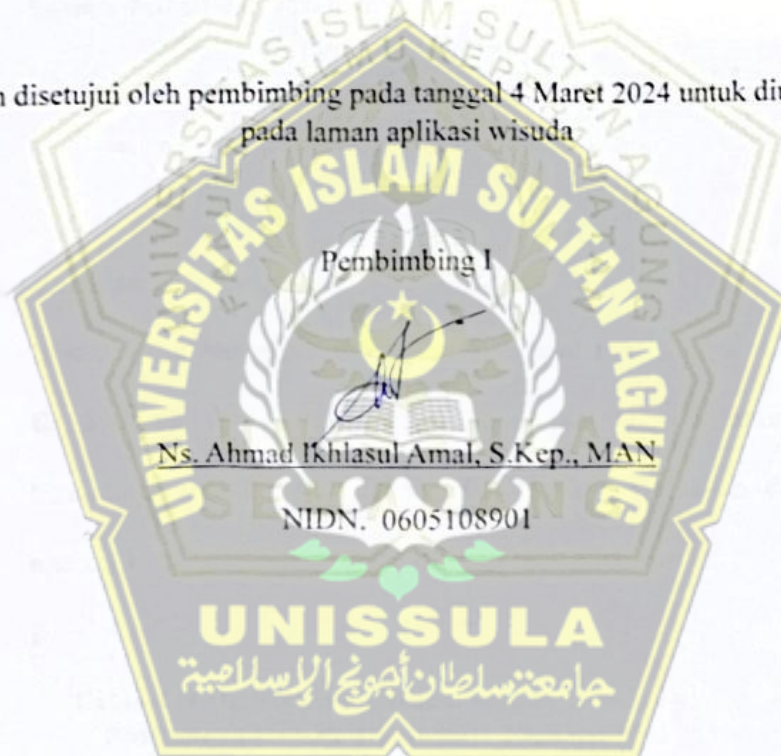 disetujui oleh pembimbing pada tanggal 4 Maret 2024 untuk
pada laman aplikasi wisuda
UNIVERSITAS ISLAM SULTAN AGUNG
Pembimbing I
Ns. Ahmad Ikhlasul Amal, S.Kep., MAN
SEMARANG
NIDN. 0605108901
UNISSULA
جامعة سلطان أجونج الإسلامية